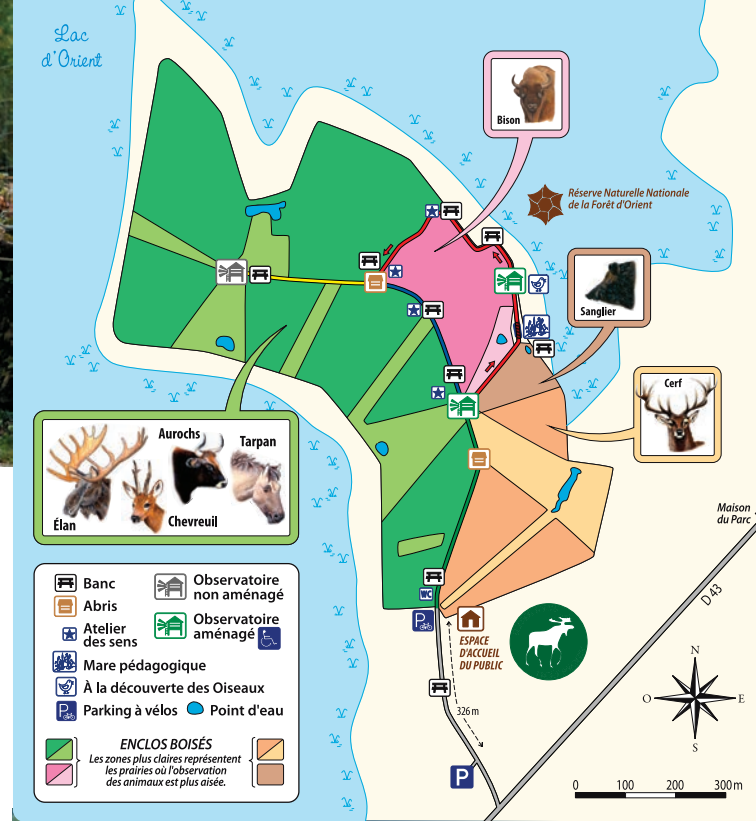 Lac
d'Orient
Bison
Réserve Naturelle Nationale
de la Forêt d'Orient
Sanglier
Cerf
Aurochs
Tarpan
Élan
Chevreuil
Maison
du Parc
D 43
WC
P
ESPACE
D'ACCUEIL
DU PUBLIC
326 m
P
N
O
E
S
0 100 200 300 m
Banc
Abris
Atelier
des sens
Observatoire
non aménagé
Observatoire
aménagé
Mare pédagogique
À la découverte des Oiseaux
P
Parking à vélos
Point d'eau
ENCLOS BOISÉS
Les zones plus claires représentent
les prairies où l'observation
des animaux est plus aisée.